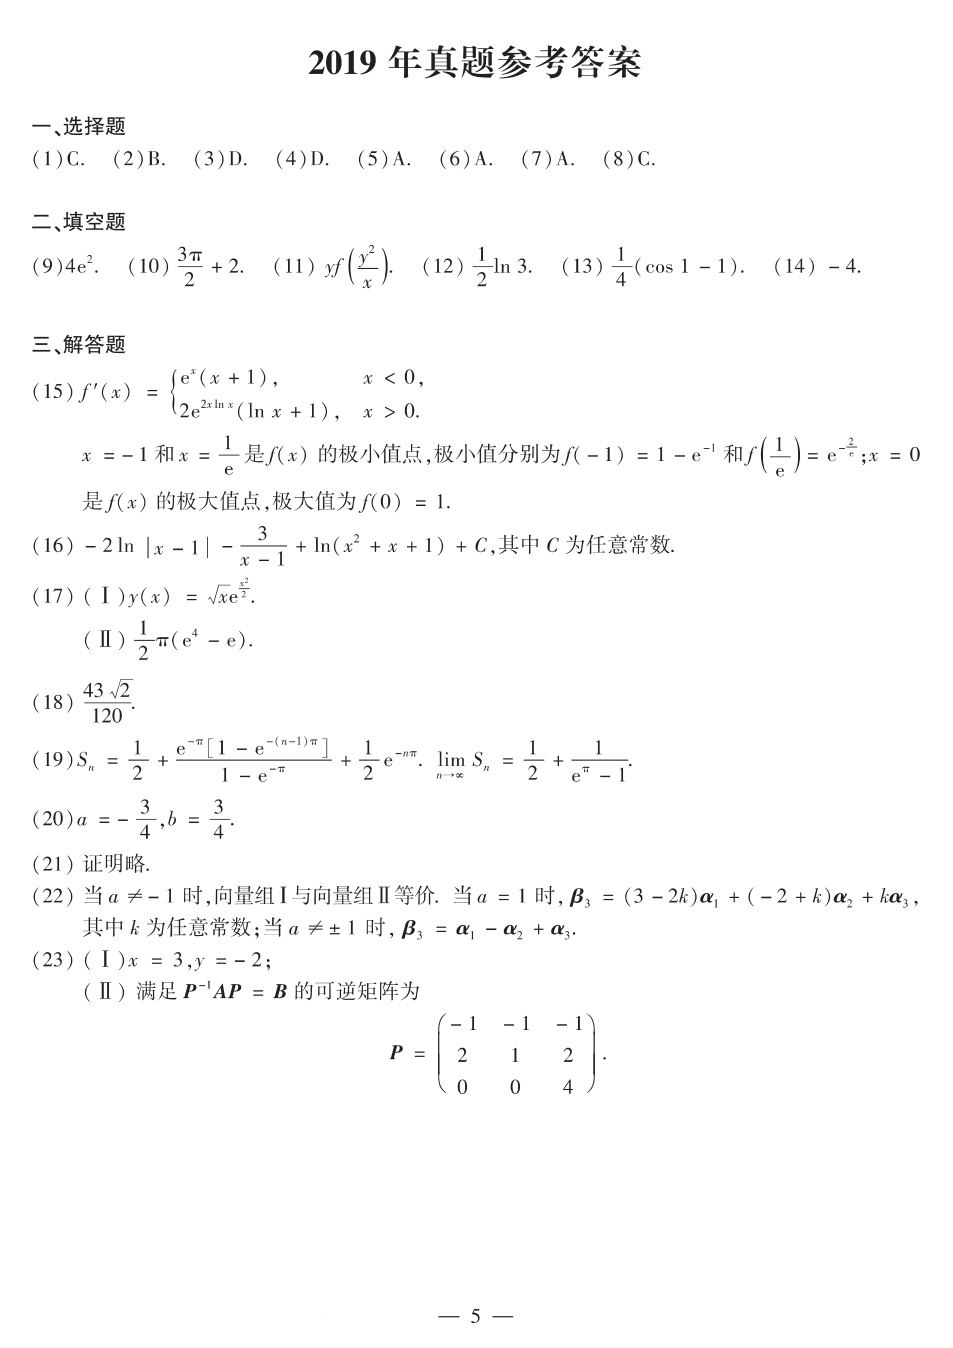 2019 年真题参考答案
一、选择题
(1)C. (2)B. (3)D. (4)D. (5)A. (6)A. (7)A. (8)C.
二、填空题
(9)4e². (10) 3π/2 + 2. (11) yf(y²/x). (12) 1/2 ln 3. (13) 1/4 (cos 1 − 1). (14) − 4.
三、解答题
(15) f′(x) = { eˣ(x + 1), x < 0,
2e^{2x ln x}(ln x + 1), x > 0.
x = − 1 和 x = 1/e 是 f(x) 的极小值点,极小值分别为 f(− 1) = 1 − e⁻¹ 和 f(1/e) = e^{−2/e};x = 0
是 f(x) 的极大值点,极大值为 f(0) = 1.
(16) − 2ln |x − 1| − 3/(x − 1) + ln(x² + x + 1) + C,其中 C 为任意常数.
(17) (Ⅰ)y(x) = √x e^{x²/2}.
(Ⅱ) 1/2 π(e⁴ − e).
(18) 43√2/120.
(19) Sₙ = 1/2 + e^{−π}[1 − e^{−(n−1)π}]/(1 − e^{−π}) + 1/2 e^{−nπ}. lim_{n→∞} Sₙ = 1/2 + 1/(e^π − 1).
(20) a = − 3/4, b = 3/4.
(21) 证明略.
(22) 当 a ≠ − 1 时,向量组Ⅰ与向量组Ⅱ等价. 当 a = 1 时, β₃ = (3 − 2k)α₁ + (− 2 + k)α₂ + kα₃,
其中 k 为任意常数;当 a ≠ ± 1 时, β₃ = α₁ − α₂ + α₃.
(23) (Ⅰ)x = 3,y = − 2;
(Ⅱ) 满足 P⁻¹AP = B 的可逆矩阵为
− 1 − 1 − 1
P = 2 1 2 .
0 0 4
— 5 —